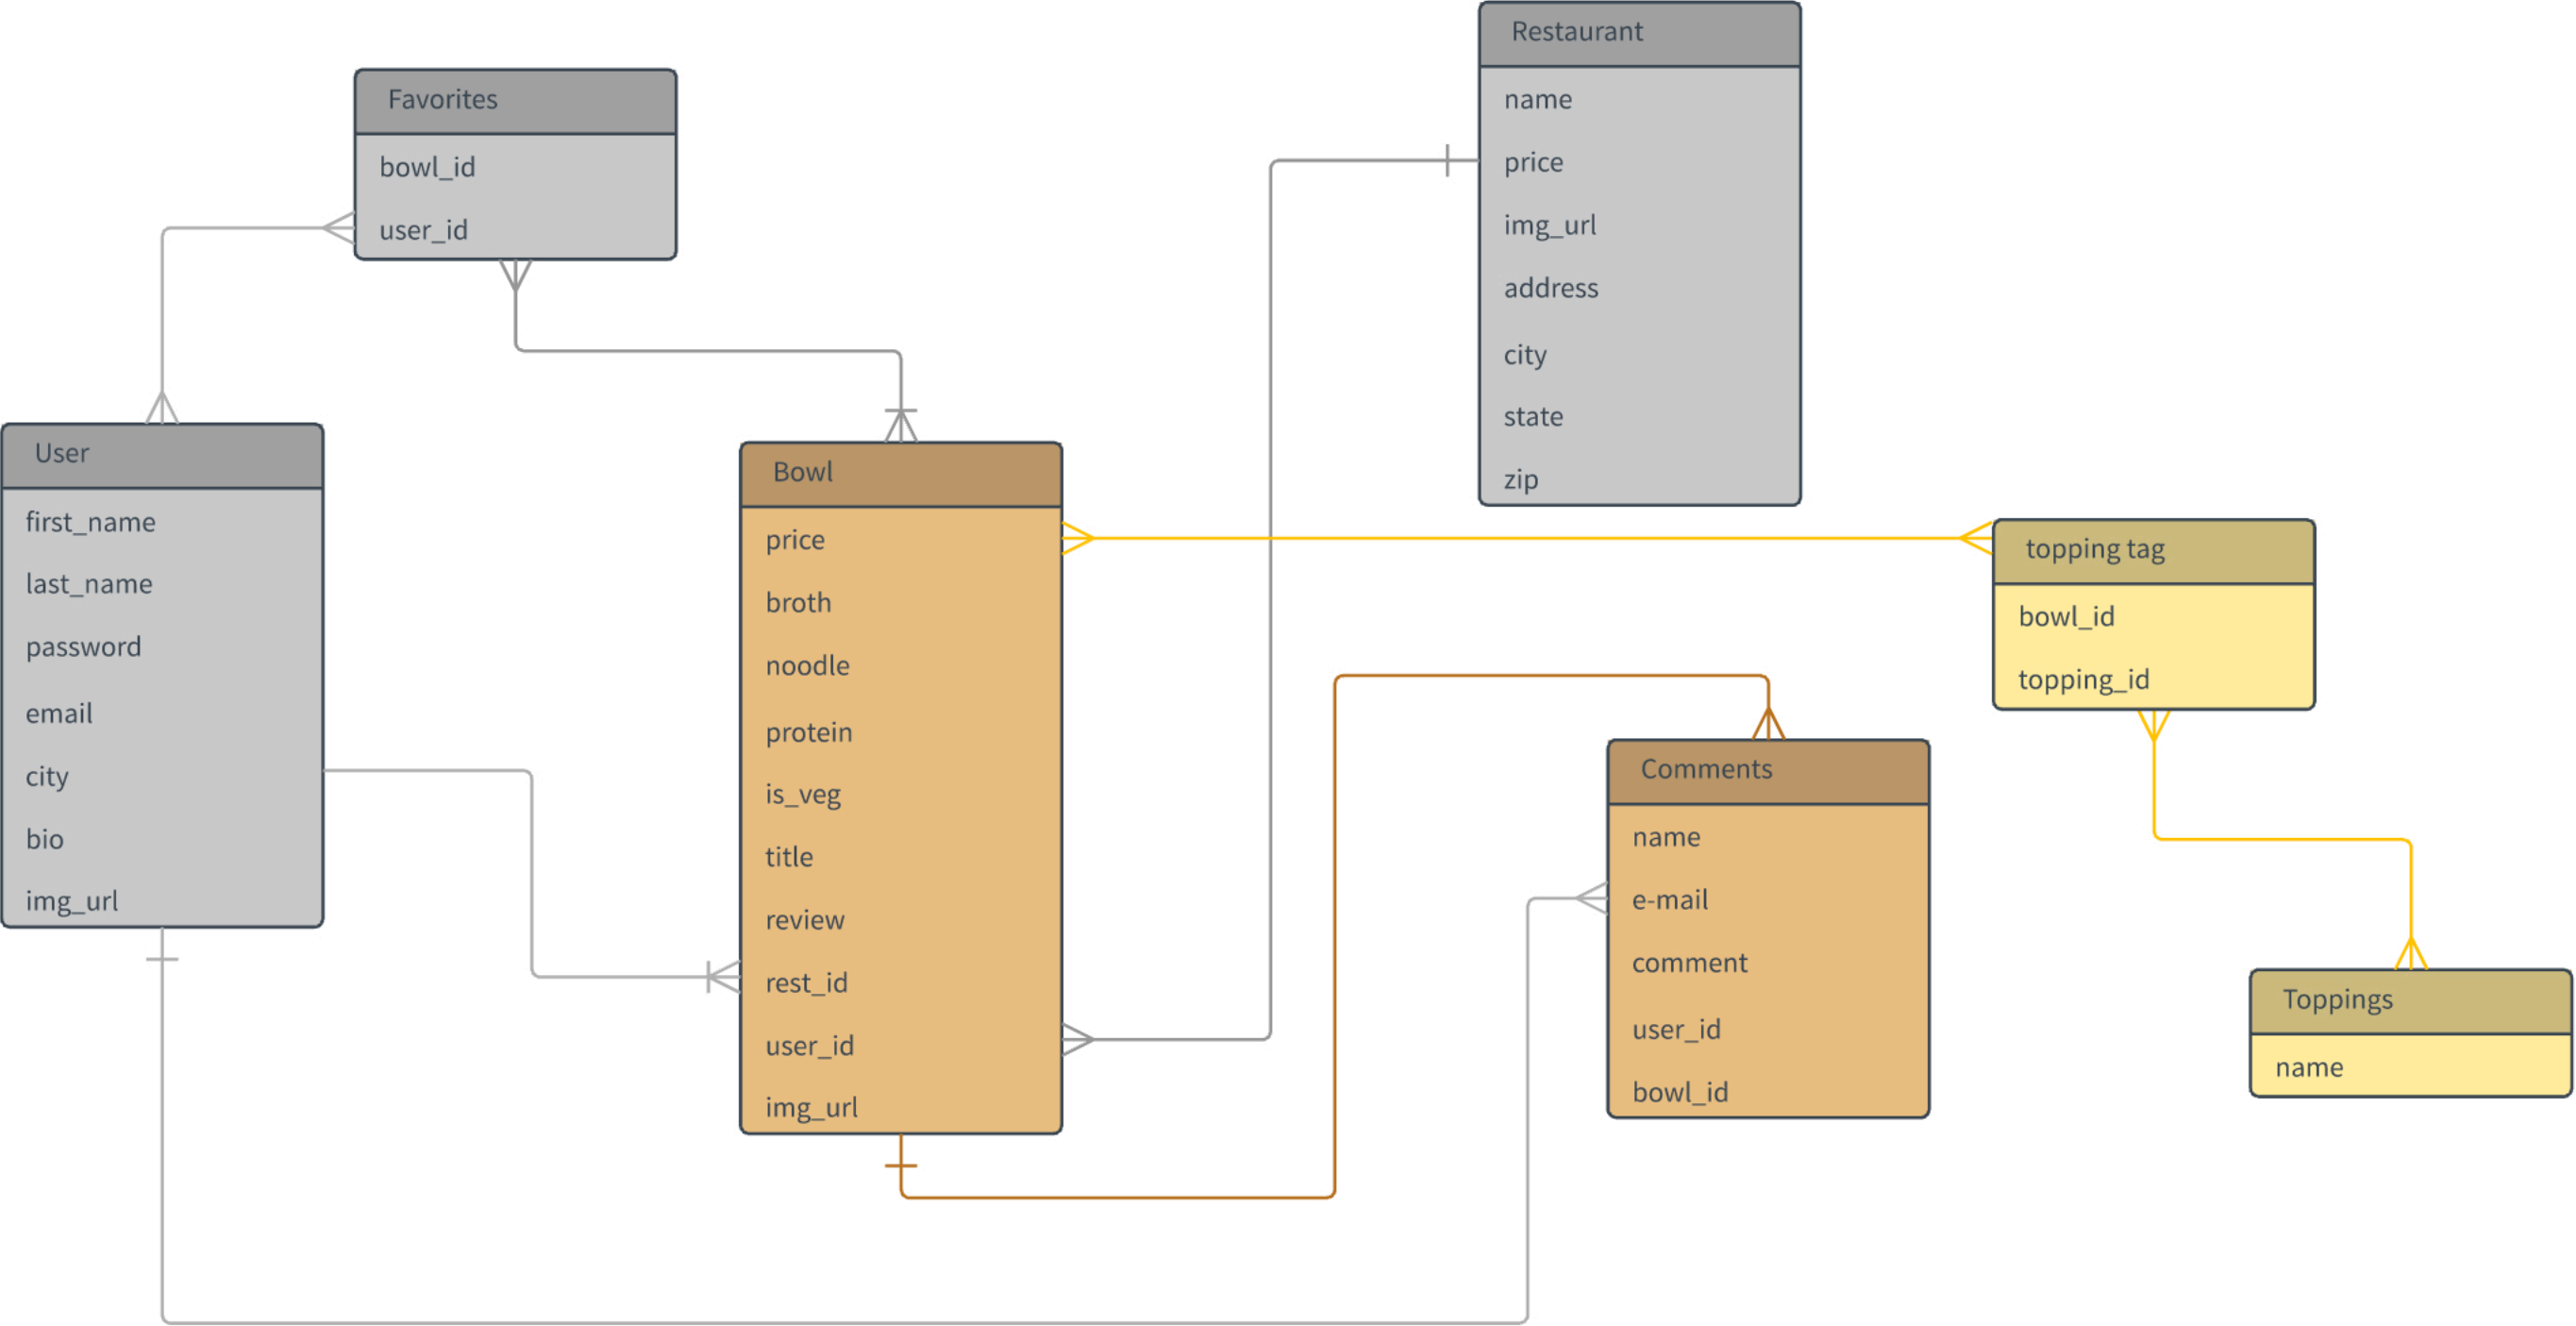 Restaurant
name
price
img_url
address
city
state
zip
Favorites
bowl_id
user_id
User
first_name
last_name
password
email
city
bio
img_url
Bowl
price
broth
noodle
protein
is_veg
title
review
rest_id
user_id
img_url
topping tag
bowl_id
topping_id
Comments
name
e-mail
comment
user_id
bowl_id
Toppings
name